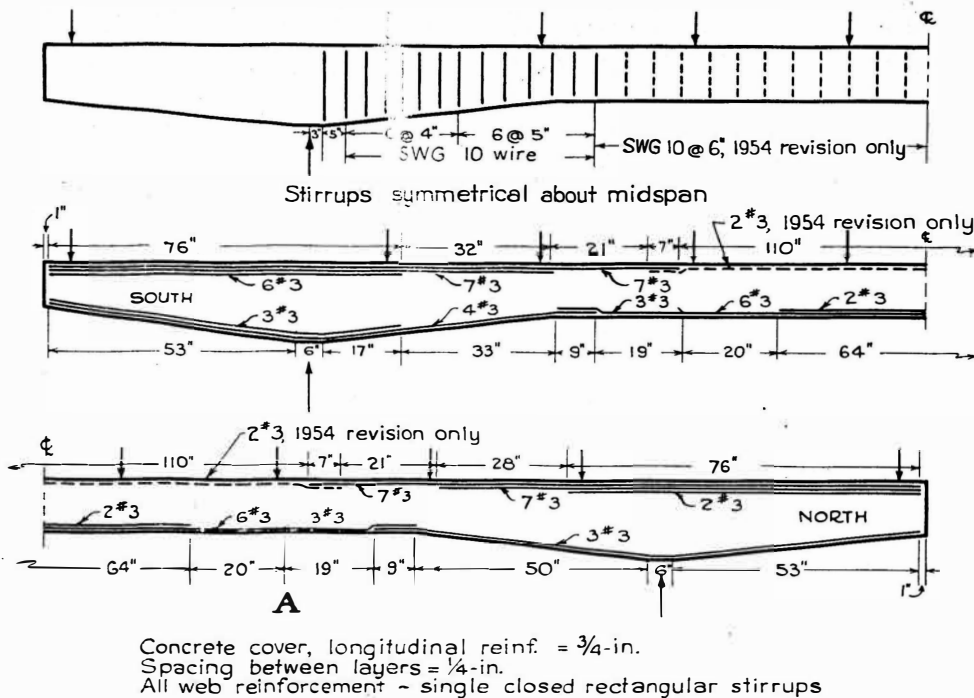 ℄
3" 5" @ 4" 6 @ 5"
SWG 10 wire
SWG 10 @ 6", 1954 revision only
Stirrups symmetrical about midspan
1"
2 #3, 1954 revision only
76" 32" 21" 7" 110" ℄
6 #3 7 #3 7 #3
SOUTH
3 #3 4 #3 3 #3 6 #3 2 #3
53" 6" 17" 33" 9" 19" 20" 64"
2 #3, 1954 revision only
℄
110" 7" 21" 28" 76"
7 #3 7 #3 2 #3
2 #3 6 #3 3 #3 3 #3
NORTH
64" 20" 19" 9" 50" 6" 53"
1"
A
Concrete cover, longitudinal reinf. = 3/4-in.
Spacing between layers = 1/4-in.
All web reinforcement ~ single closed rectangular stirrups